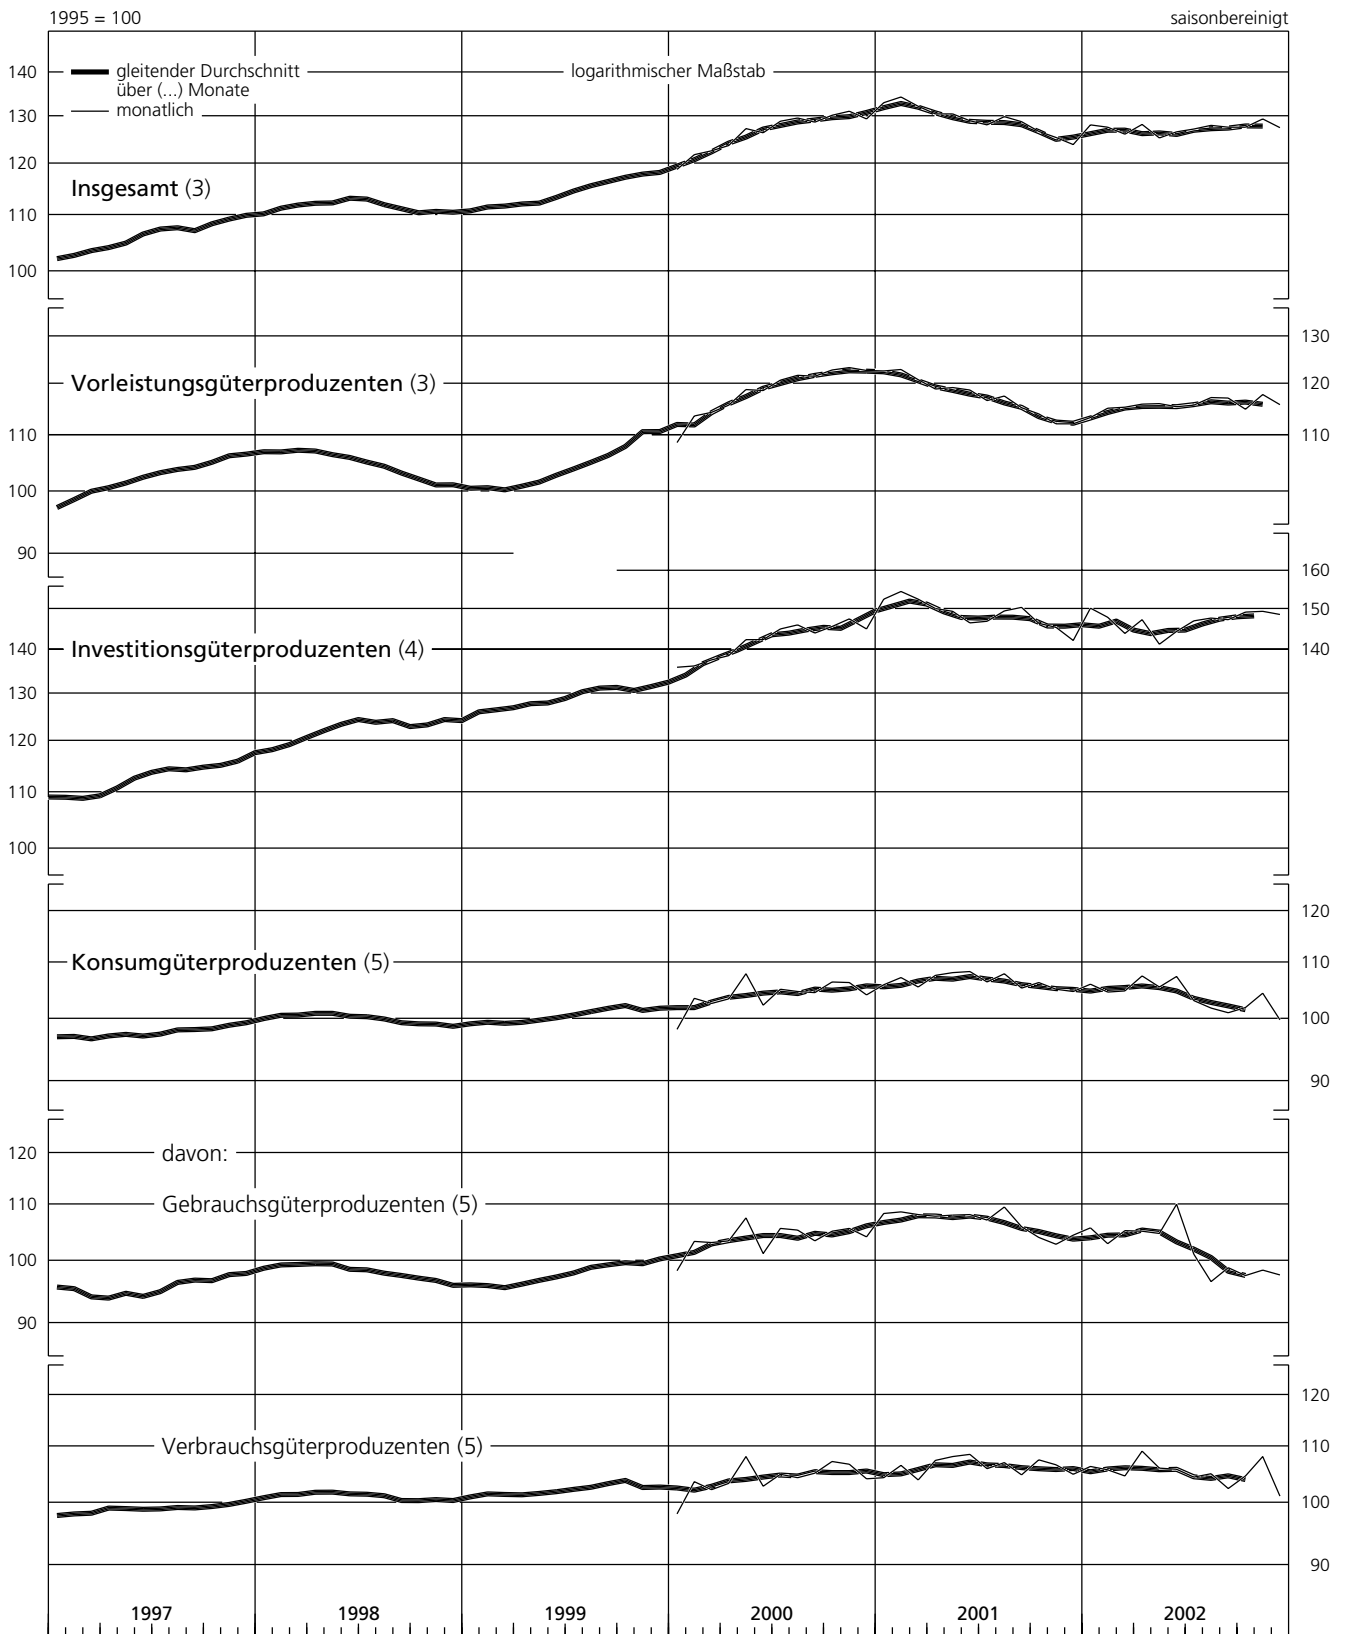 1995 = 100
saisonbereinigt
140
gleitender Durchschnitt
über (...) Monate
monatlich
logarithmischer Maßstab
130
120
Insgesamt (3)
110
100
130
Vorleistungsgüterproduzenten (3)
120
110
110
100
90
160
150
Investitionsgüterproduzenten (4)
140
140
130
120
110
100
120
Konsumgüterproduzenten (5)
110
100
90
120
davon:
110
Gebrauchsgüterproduzenten (5)
100
90
120
Verbrauchsgüterproduzenten (5)
110
100
90
1997
1998
1999
2000
2001
2002